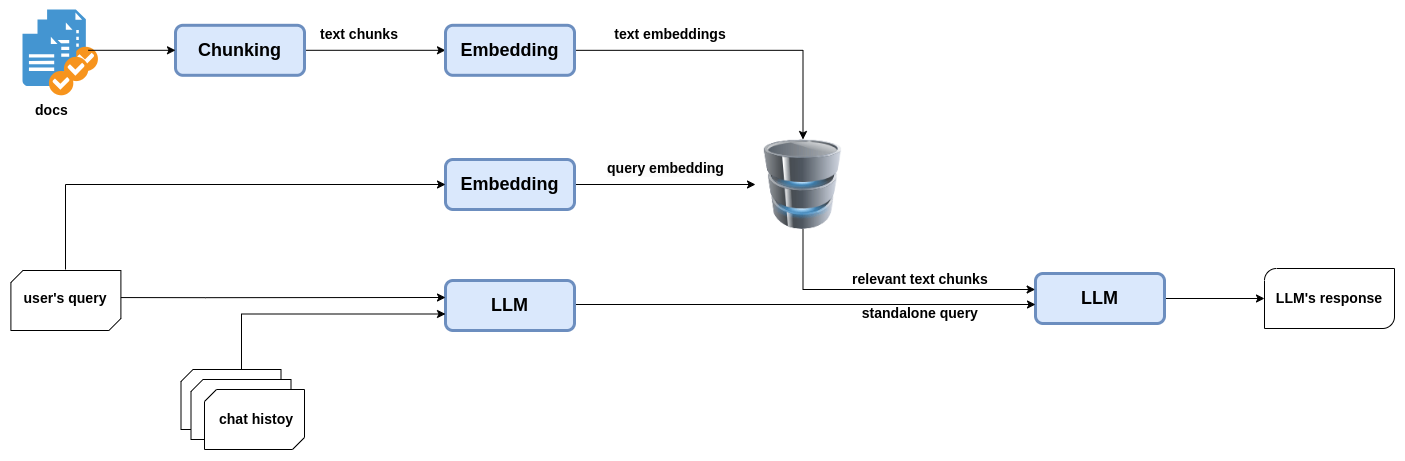 text chunks
text embeddings
Chunking
Embedding
docs
query embedding
Embedding
relevant text chunks
user's query
LLM
LLM
LLM's response
standalone query
chat histoy